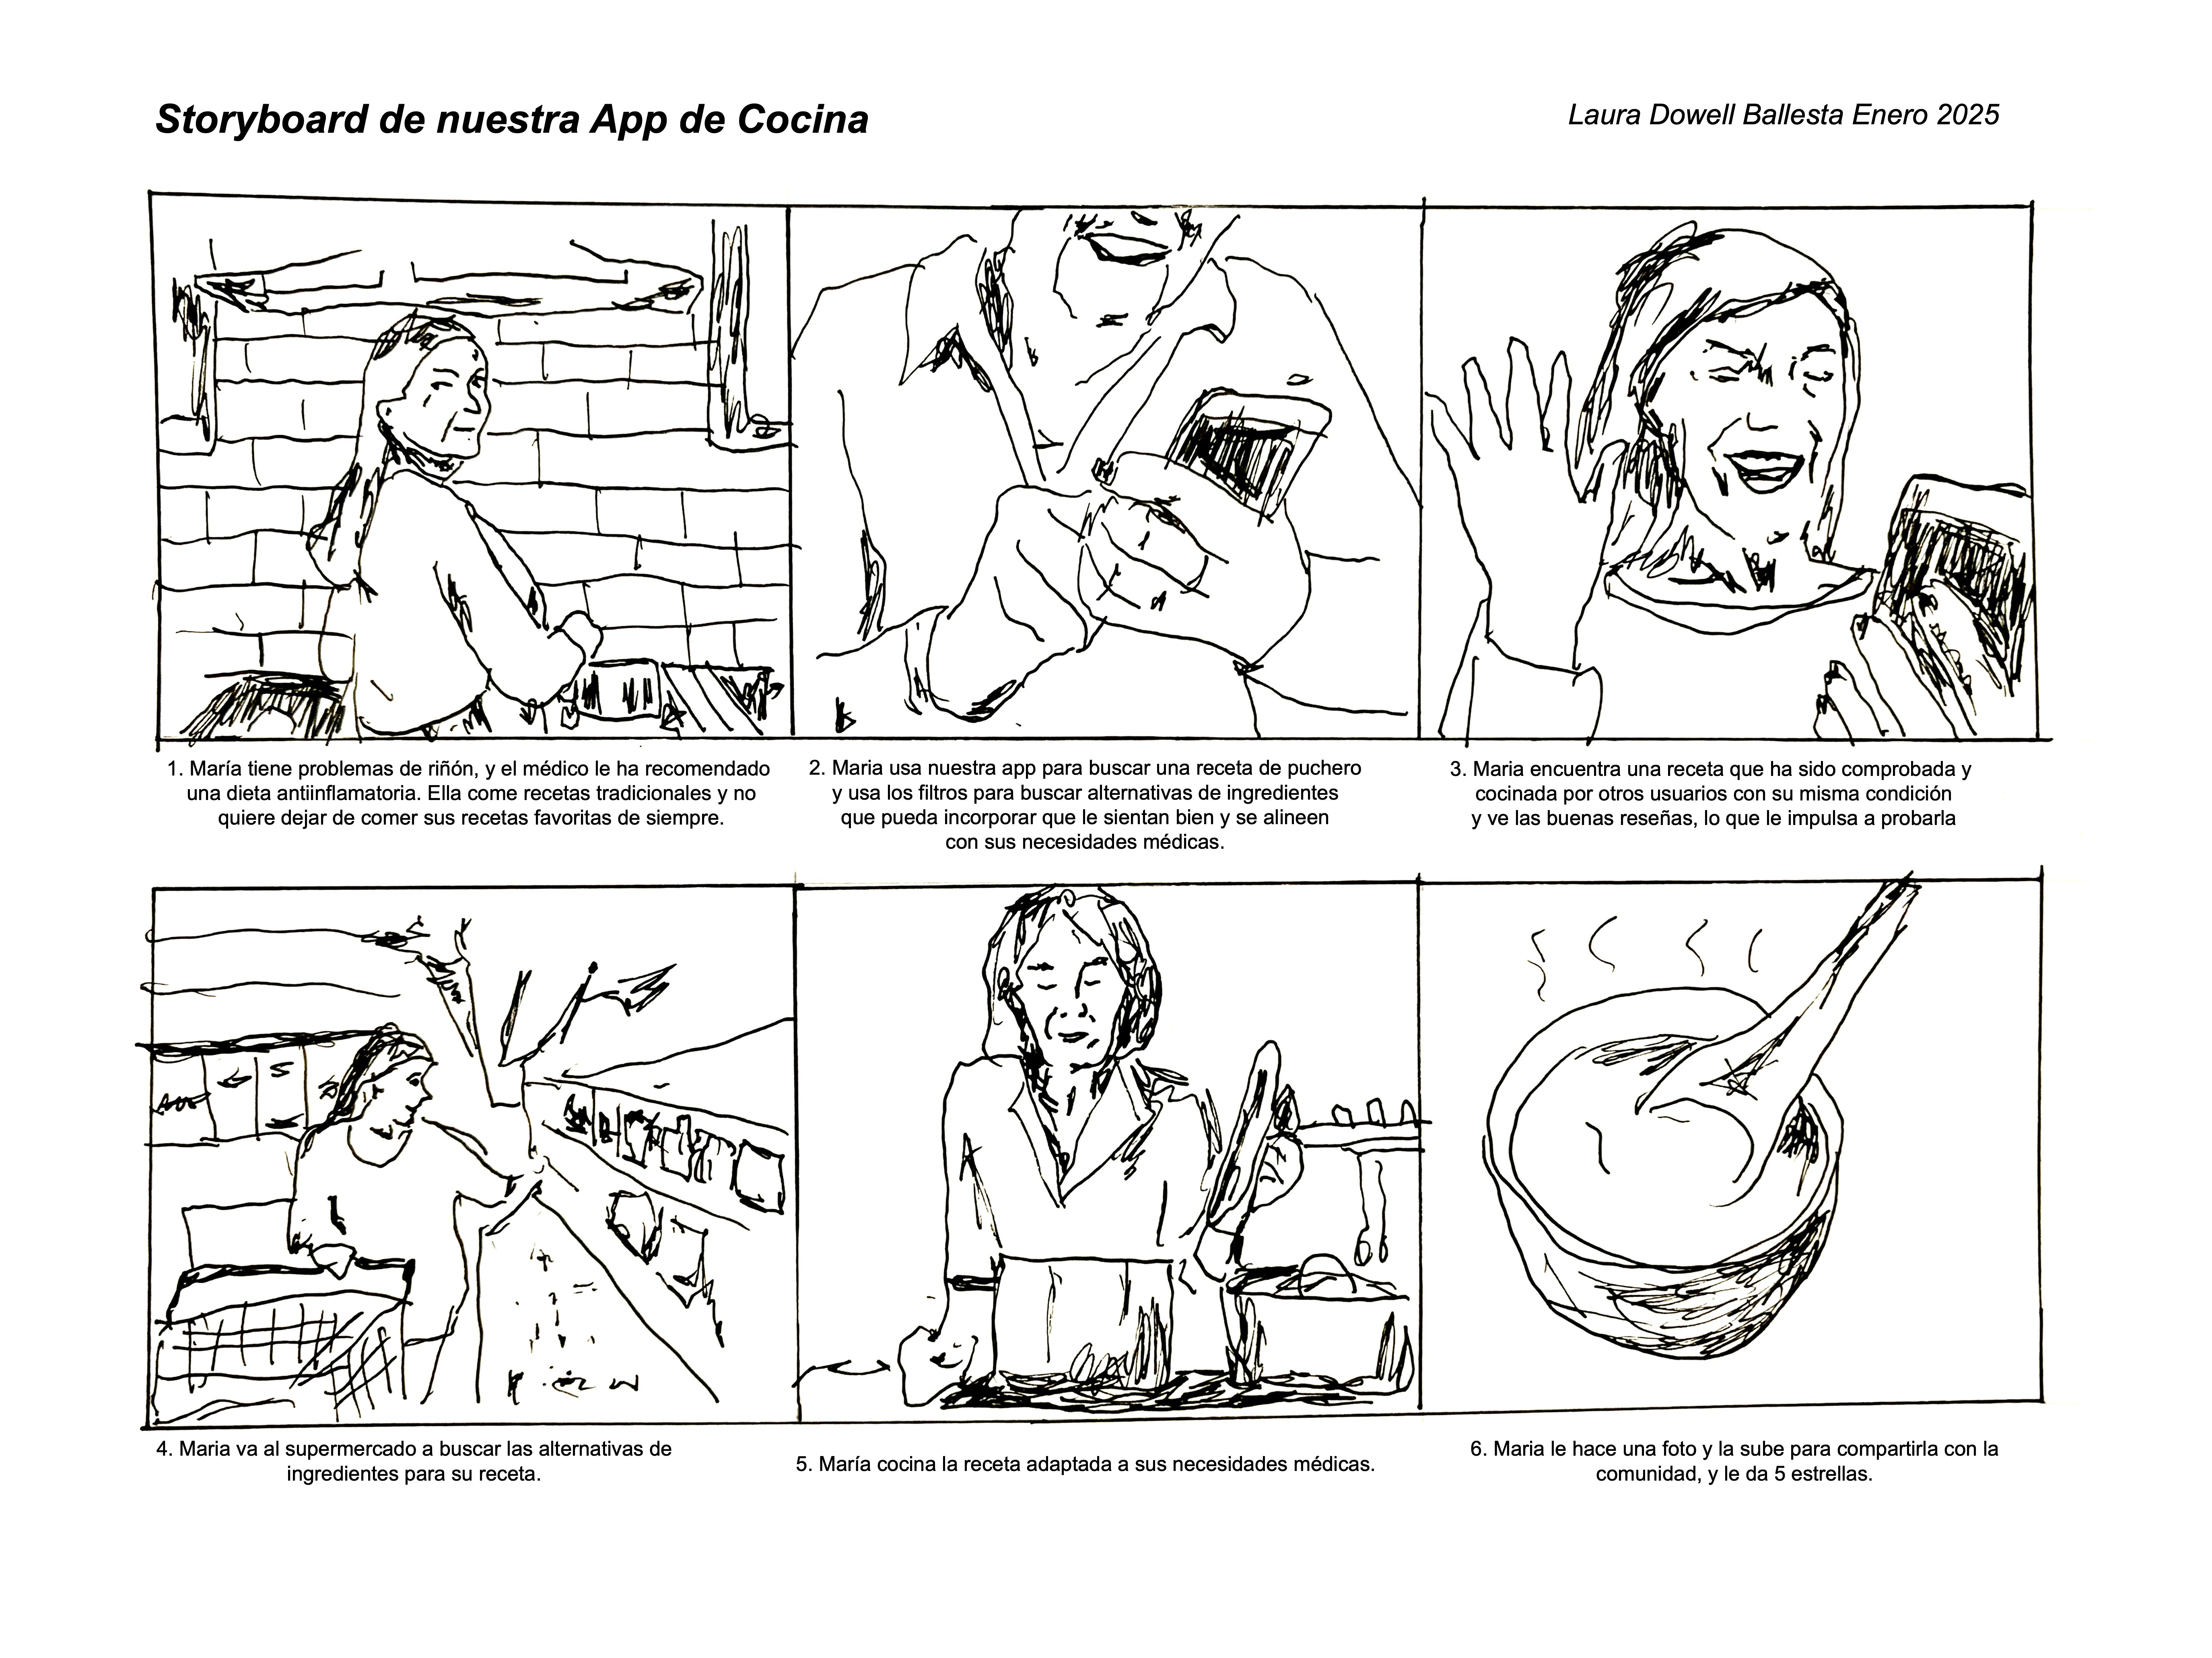 Storyboard de nuestra App de Cocina
Laura Dowell Ballesta Enero 2025
1. María tiene problemas de riñón, y el médico le ha recomendado
una dieta antiinflamatoria. Ella come recetas tradicionales y no
quiere dejar de comer sus recetas favoritas de siempre.
2. Maria usa nuestra app para buscar una receta de puchero
y usa los filtros para buscar alternativas de ingredientes
que pueda incorporar que le sientan bien y se alineen
con sus necesidades médicas.
3. Maria encuentra una receta que ha sido comprobada y
cocinada por otros usuarios con su misma condición
y ve las buenas reseñas, lo que le impulsa a probarla
4. Maria va al supermercado a buscar las alternativas de
ingredientes para su receta.
5. María cocina la receta adaptada a sus necesidades médicas.
6. Maria le hace una foto y la sube para compartirla con la
comunidad, y le da 5 estrellas.